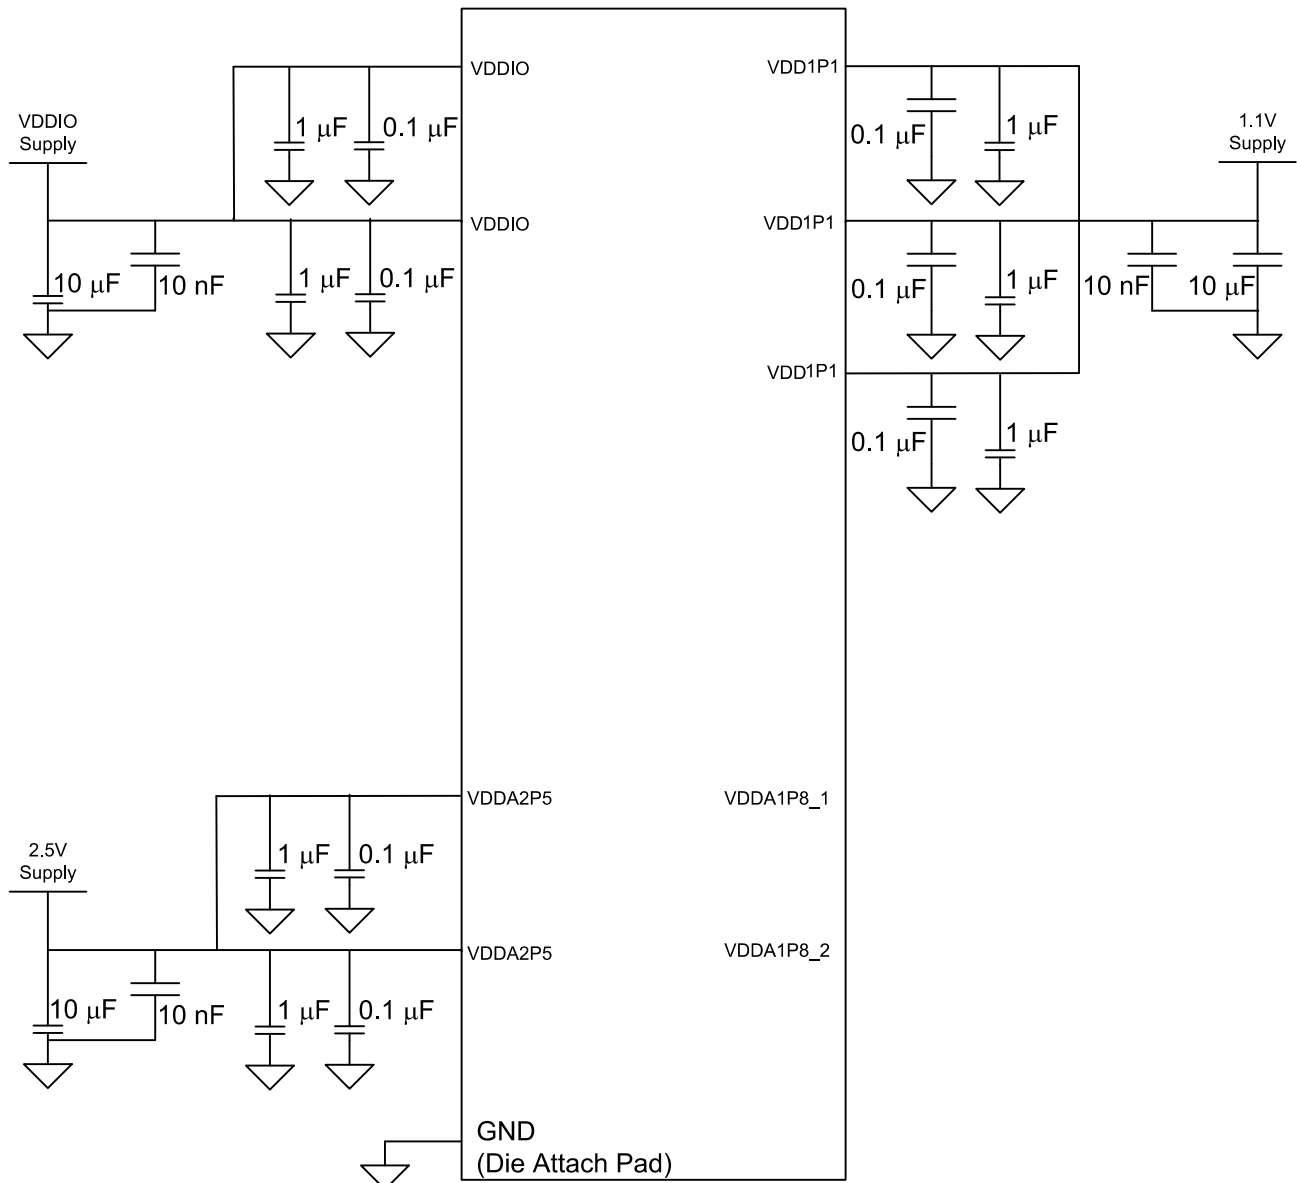 VDDIO
VDD1P1
1 μF
0.1 μF
0.1 μF
1 μF
VDDIO
Supply
1.1V
Supply
VDDIO
VDD1P1
10 μF
10 nF
1 μF
0.1 μF
0.1 μF
1 μF
10 nF
10 μF
VDD1P1
0.1 μF
1 μF
VDDA2P5
VDDA1P8_1
2.5V
Supply
1 μF
0.1 μF
VDDA2P5
VDDA1P8_2
10 μF
10 nF
1 μF
0.1 μF
GND
(Die Attach Pad)